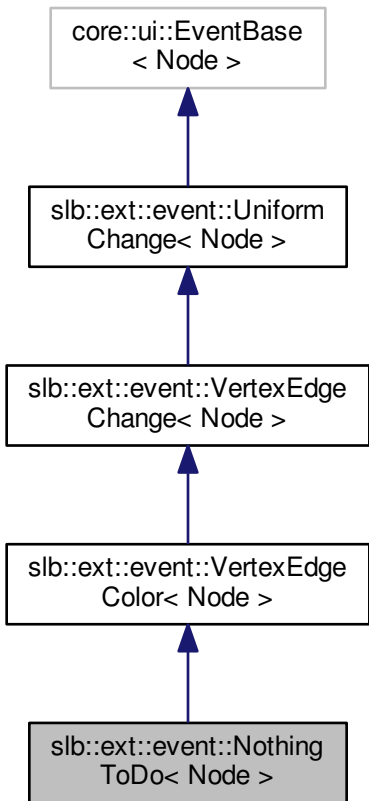 core::ui::EventBase
< Node >
slb::ext::event::Uniform
Change< Node >
slb::ext::event::VertexEdge
Change< Node >
slb::ext::event::VertexEdge
Color< Node >
slb::ext::event::Nothing
ToDo< Node >